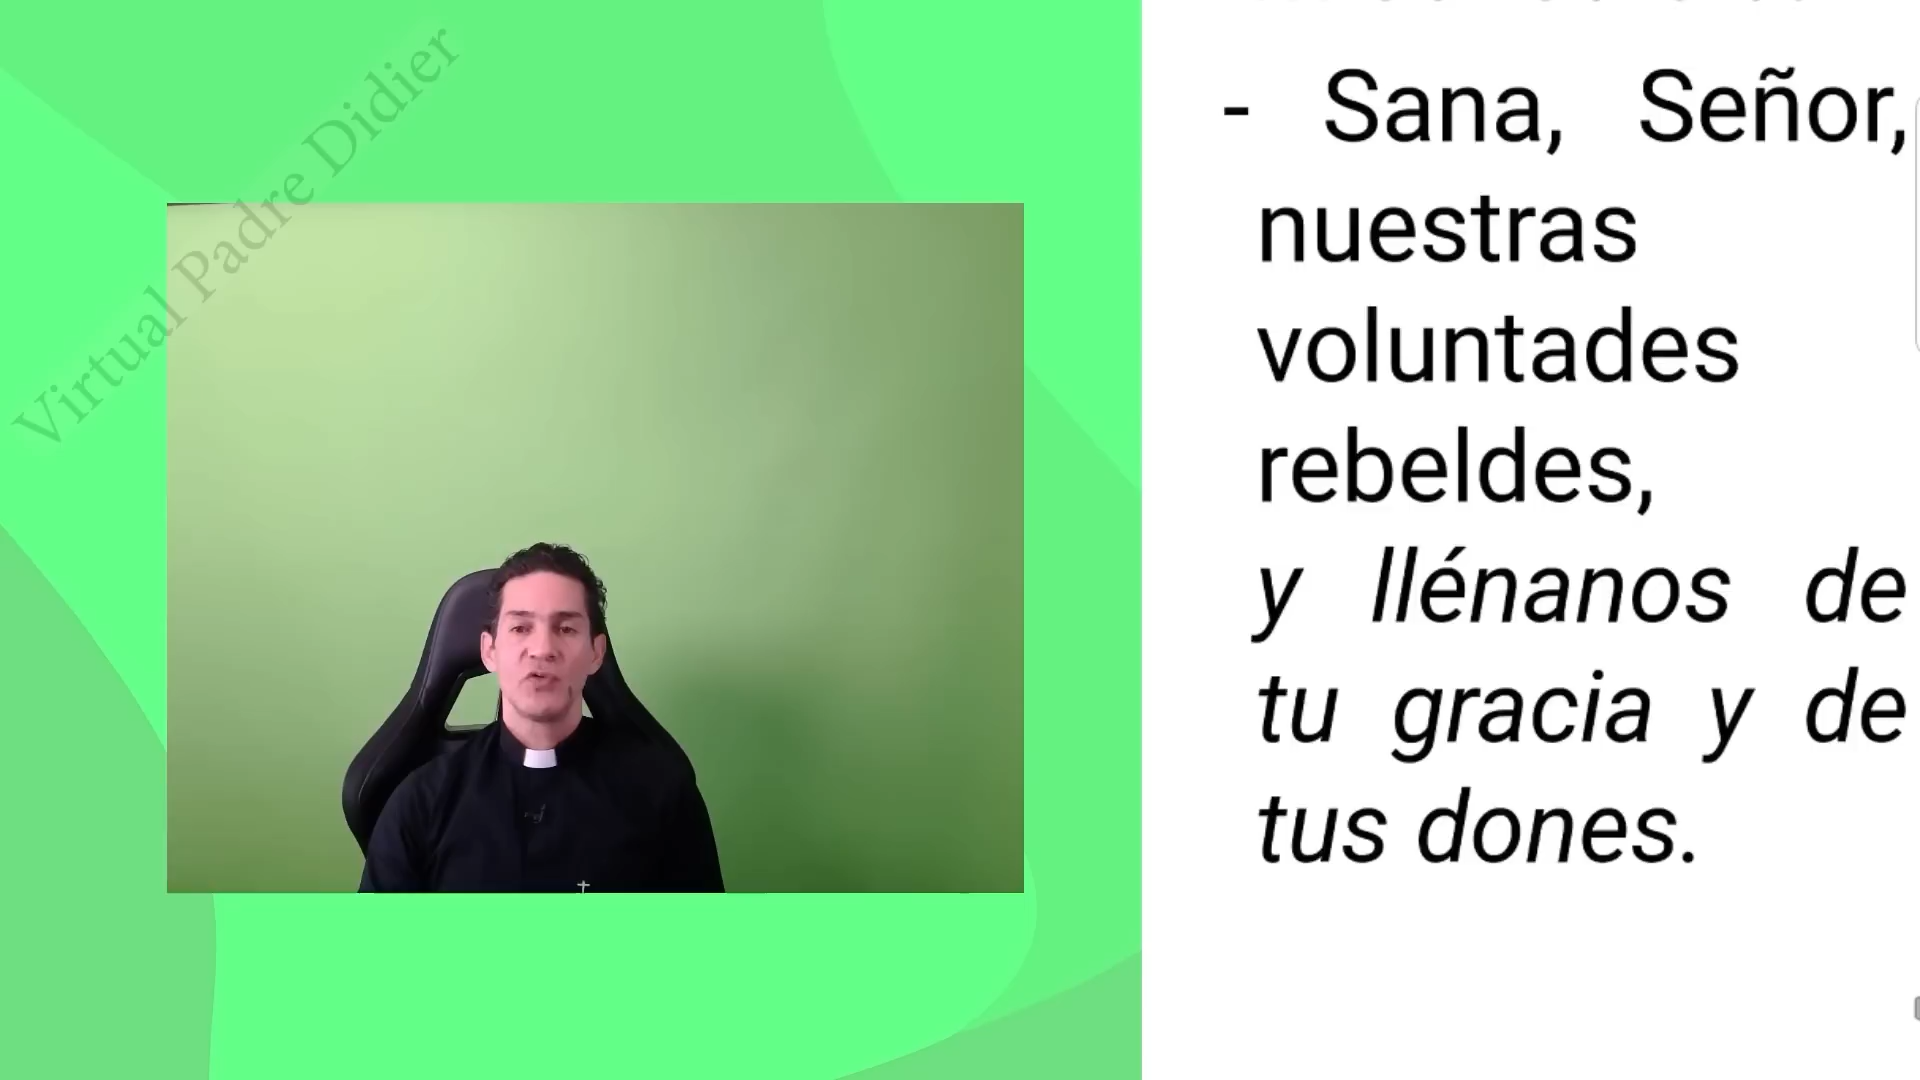 Virtual Padre Didier
- Sana, Señor,
nuestras
voluntades
rebeldes,
y llénanos de
tu gracia y de
tus dones.